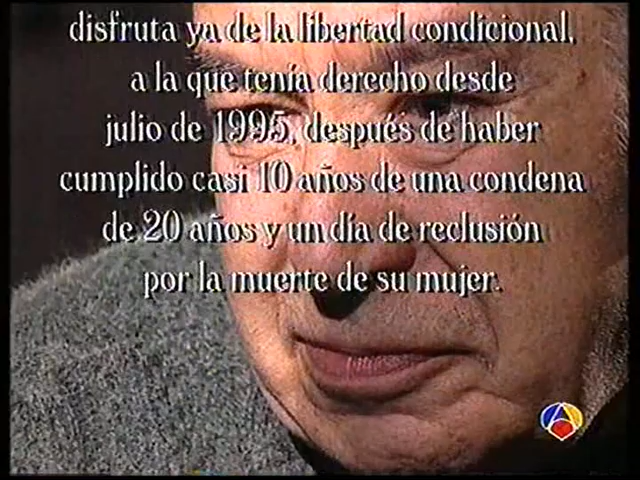 disfruta ya de la libertad condicional,
a la que tenía derecho desde
julio de 1995, después de haber
cumplido casi 10 años de una condena
de 20 años y un día de reclusión
por la muerte de su mujer.
A